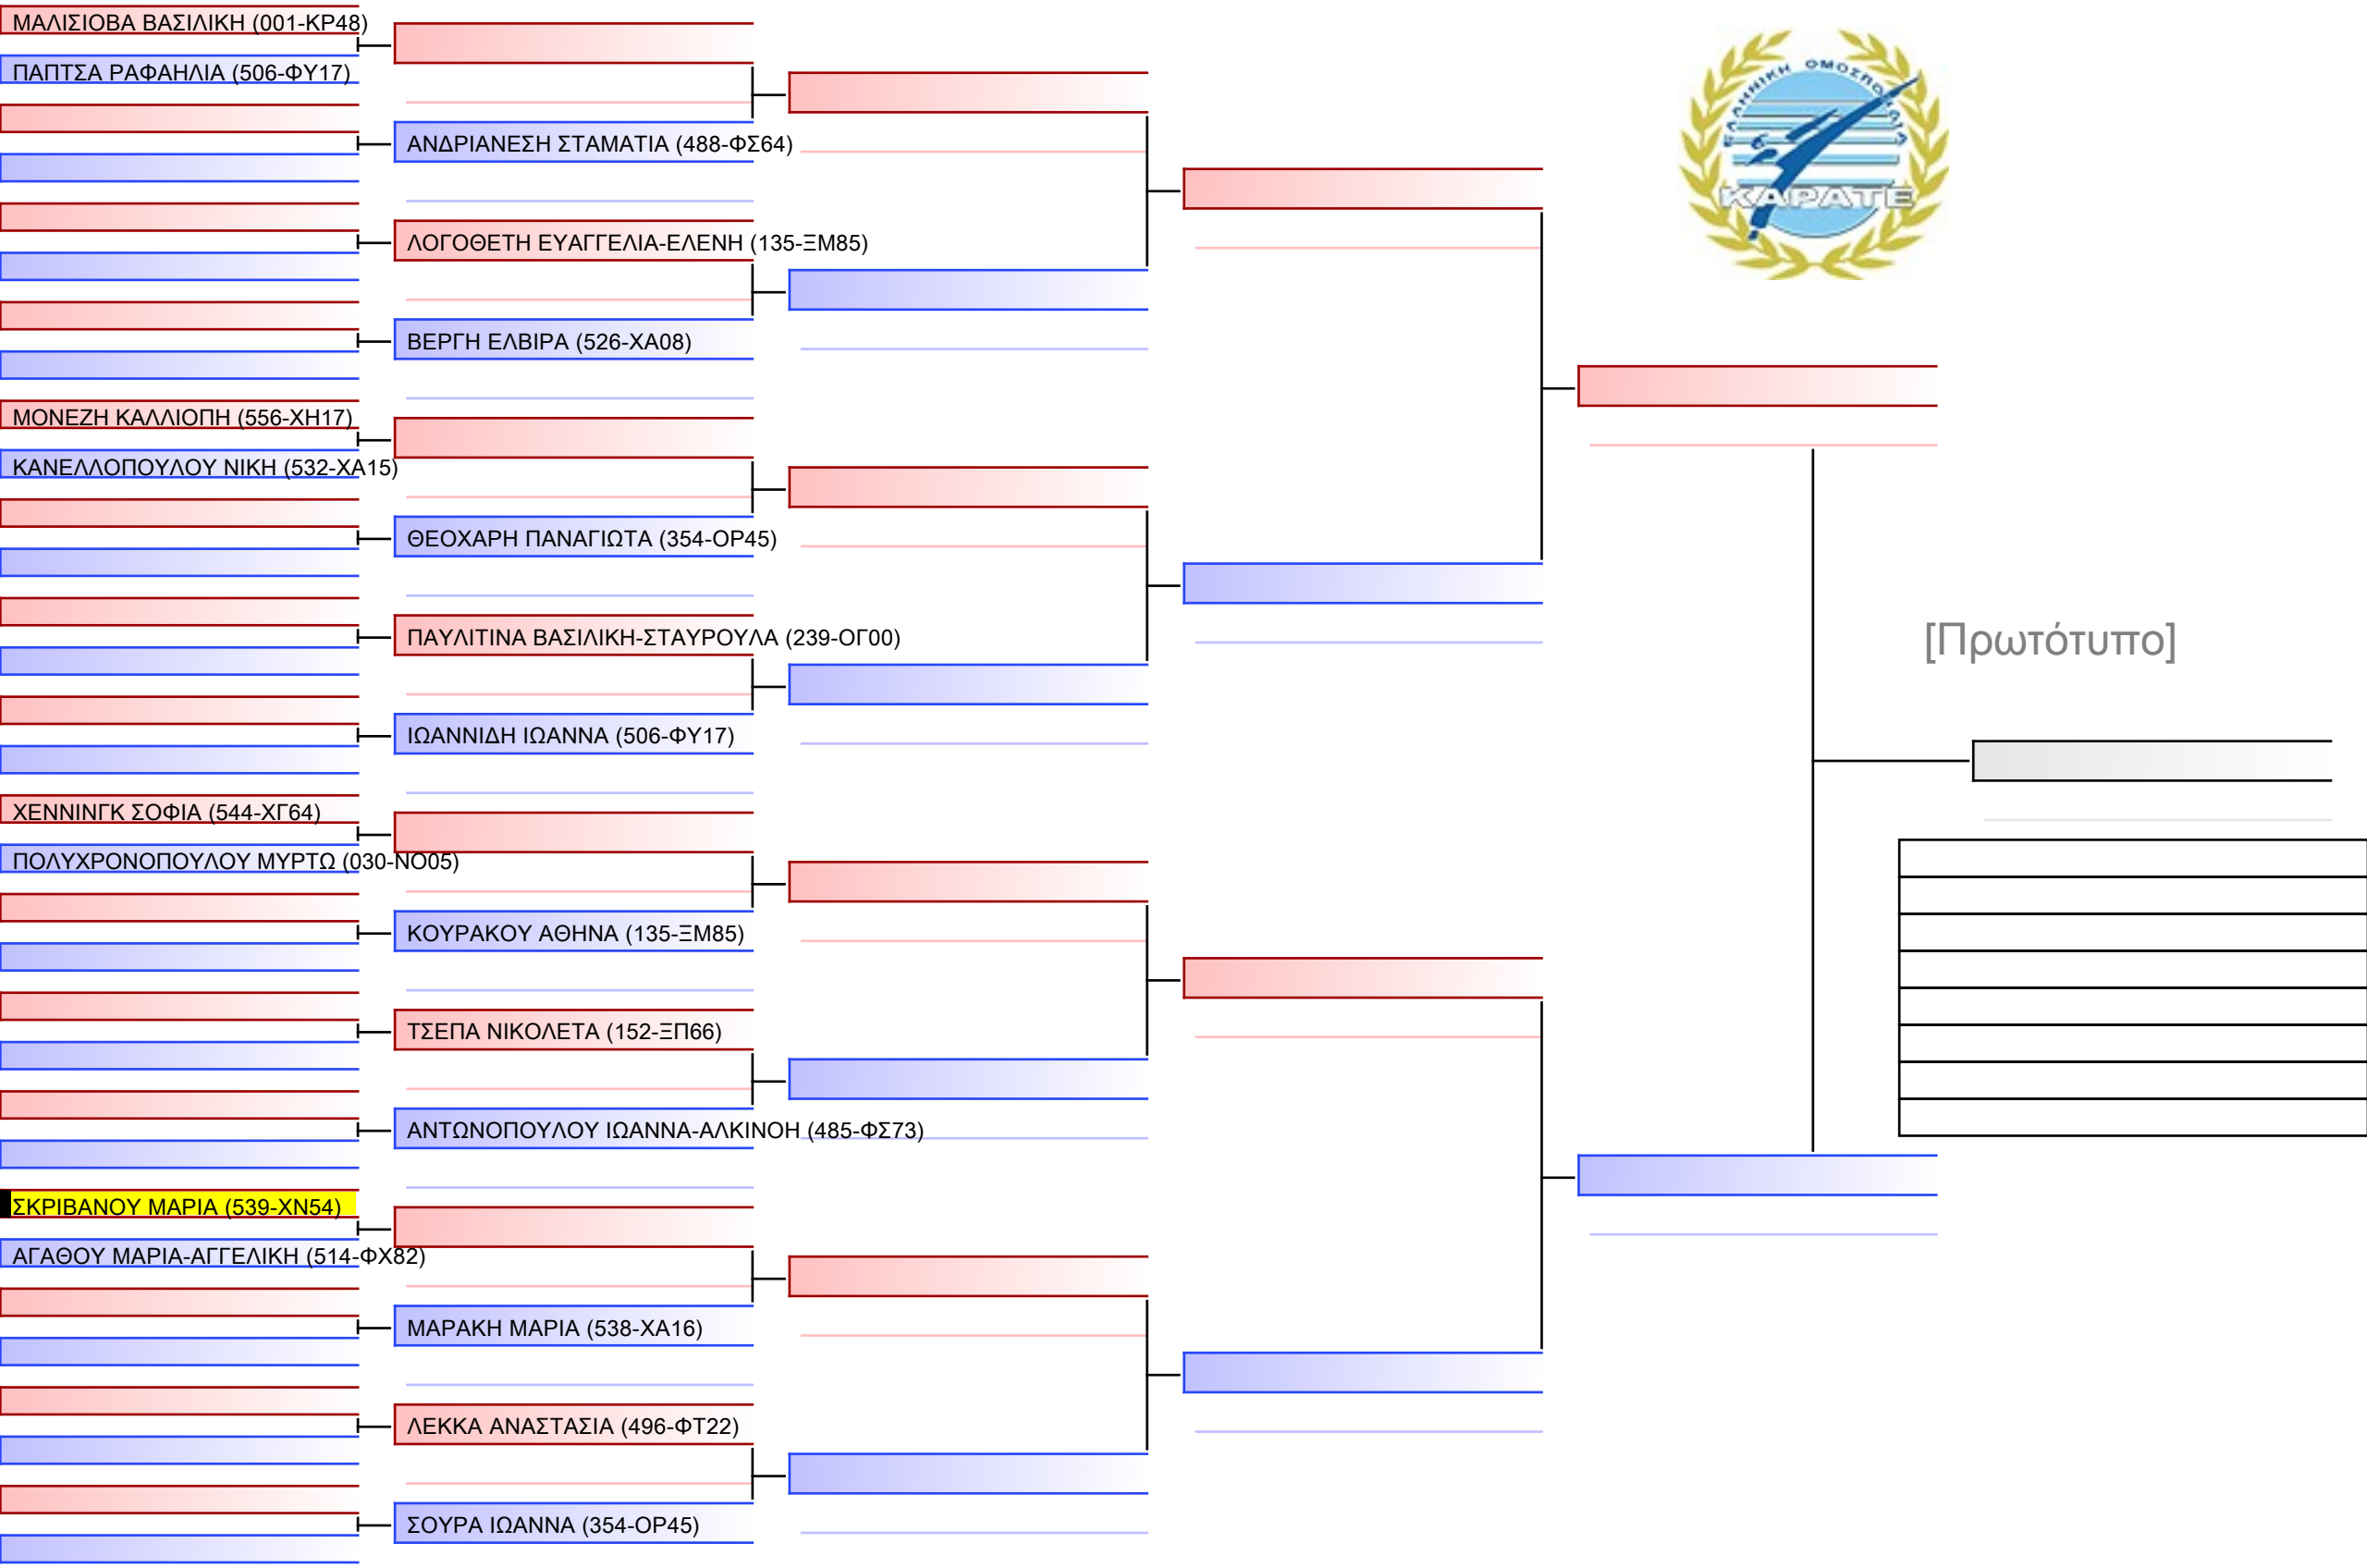 ΜΑΛΙΣΙΟΒΑ ΒΑΣΙΛΙΚΗ (001-ΚΡ48)
ΠΑΠΤΣΑ ΡΑΦΑΗΛΙΑ (506-ΦΥ17)
ΑΝΔΡΙΑΝΕΣΗ ΣΤΑΜΑΤΙΑ (488-ΦΣ64)
ΛΟΓΟΘΕΤΗ ΕΥΑΓΓΕΛΙΑ-ΕΛΕΝΗ (135-ΞΜ85)
ΒΕΡΓΗ ΕΛΒΙΡΑ (526-ΧΑ08)
ΜΟΝΕΖΗ ΚΑΛΛΙΟΠΗ (556-ΧΗ17)
ΚΑΝΕΛΛΟΠΟΥΛΟΥ ΝΙΚΗ (532-ΧΑ15)
ΘΕΟΧΑΡΗ ΠΑΝΑΓΙΩΤΑ (354-ΟΡ45)
ΠΑΥΛΙΤΙΝΑ ΒΑΣΙΛΙΚΗ-ΣΤΑΥΡΟΥΛΑ (239-ΟΓ00)
ΙΩΑΝΝΙΔΗ ΙΩΑΝΝΑ (506-ΦΥ17)
ΧΕΝΝΙΝΓΚ ΣΟΦΙΑ (544-ΧΓ64)
ΠΟΛΥΧΡΟΝΟΠΟΥΛΟΥ ΜΥΡΤΩ (030-ΝΟ05)
ΚΟΥΡΑΚΟΥ ΑΘΗΝΑ (135-ΞΜ85)
ΤΣΕΠΑ ΝΙΚΟΛΕΤΑ (152-ΞΠ66)
ΑΝΤΩΝΟΠΟΥΛΟΥ ΙΩΑΝΝΑ-ΑΛΚΙΝΟΗ (485-ΦΣ73)
ΣΚΡΙΒΑΝΟΥ ΜΑΡΙΑ (539-ΧΝ54)
ΑΓΑΘΟΥ ΜΑΡΙΑ-ΑΓΓΕΛΙΚΗ (514-ΦΧ82)
ΜΑΡΑΚΗ ΜΑΡΙΑ (538-ΧΑ16)
ΛΕΚΚΑ ΑΝΑΣΤΑΣΙΑ (496-ΦΤ22)
ΣΟΥΡΑ ΙΩΑΝΝΑ (354-ΟΡ45)
ΕΛΛΗΝΙΚΗ ΟΜΟΣΠΟΝΔΙΑ
ΚΑΡΑΤΕ
[Πρωτότυπο]